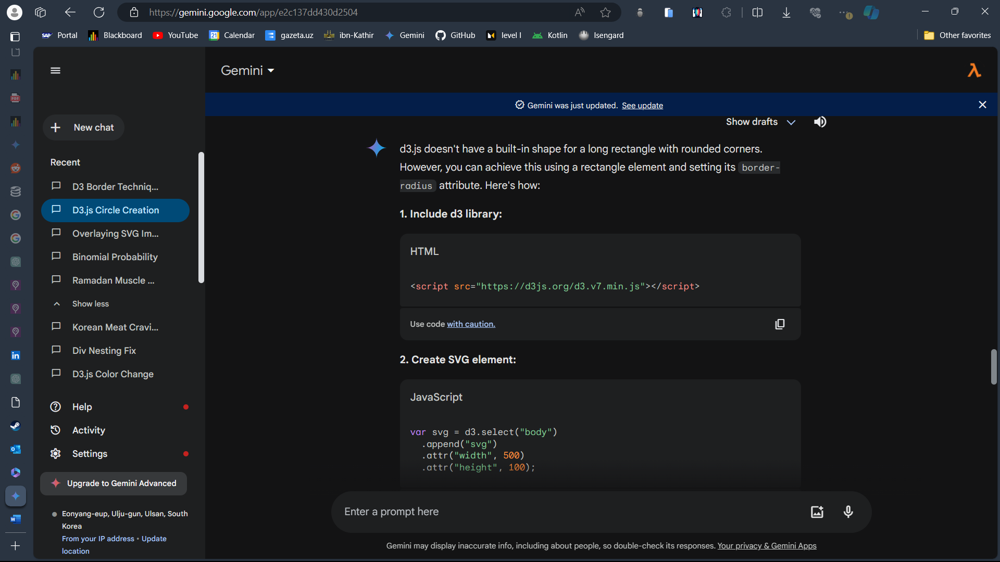 https://gemini.google.com/app/e2c137dd430d2504
SAP Portal
Blackboard
YouTube
21 Calendar
gazeta.uz
ibn-Kathir
Gemini
GitHub
level I
Kotlin
Isengard
Other favorites
Gemini
Gemini was just updated. See update
New chat
Recent
D3 Border Techniq...
D3.js Circle Creation
Overlaying SVG Im...
Binomial Probability
Ramadan Muscle ...
Show less
Korean Meat Cravi...
Div Nesting Fix
D3.js Color Change
Help
Activity
Settings
Upgrade to Gemini Advanced
Eonyang-eup, Ulju-gun, Ulsan, South
Korea
From your IP address • Update
location
Show drafts
d3.js doesn't have a built-in shape for a long rectangle with rounded corners.
However, you can achieve this using a rectangle element and setting its border-
radius attribute. Here's how:
1. Include d3 library:
HTML
<script src="https://d3js.org/d3.v7.min.js"></script>
Use code with caution.
2. Create SVG element:
JavaScript
var svg = d3.select("body")
.append("svg")
.attr("width", 500)
.attr("height", 100);
Enter a prompt here
Gemini may display inaccurate info, including about people, so double-check its responses. Your privacy & Gemini Apps
PDF
in